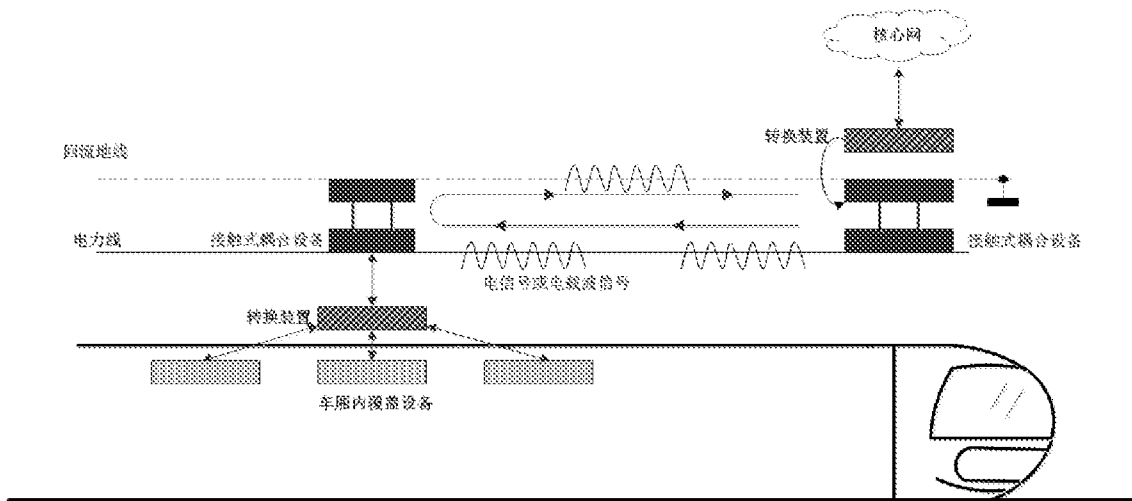 核心网
转换装置
回流地线
电力线
接触式耦合设备
接触式耦合设备
电信号或电载波信号
转换装置
车厢内覆盖设备